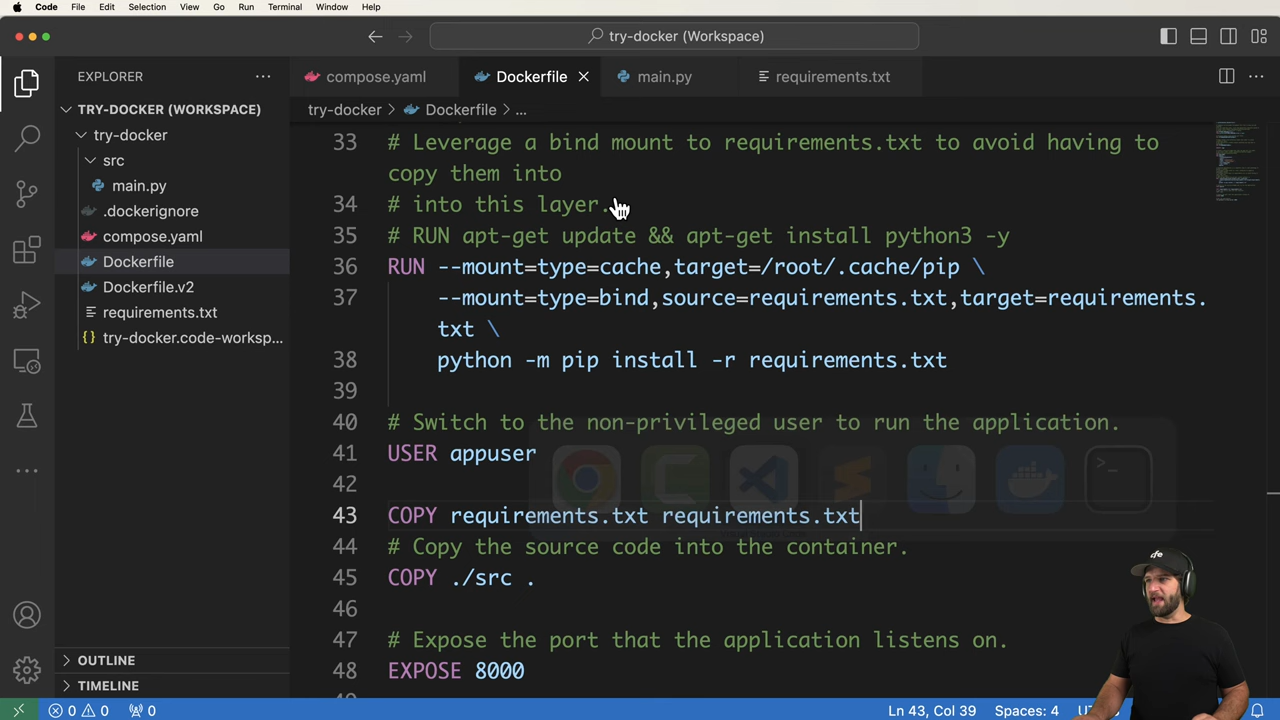 Code File Edit Selection View Go Run Terminal Window Help
try-docker (Workspace)
EXPLORER
compose.yaml
Dockerfile
main.py
requirements.txt
TRY-DOCKER (WORKSPACE)
try-docker
src
main.py
.dockerignore
compose.yaml
Dockerfile
Dockerfile.v2
requirements.txt
try-docker.code-worksp...
OUTLINE
TIMELINE
try-docker > Dockerfile > ...
33 # Leverage a bind mount to requirements.txt to avoid having to
copy them into
34 # into this layer.
35 # RUN apt-get update && apt-get install python3 -y
36 RUN --mount=type=cache,target=/root/.cache/pip \
37 --mount=type=bind,source=requirements.txt,target=requirements.
txt \
38 python -m pip install -r requirements.txt
39
40 # Switch to the non-privileged user to run the application.
41 USER appuser
42
43 COPY requirements.txt requirements.txt
44 # Copy the source code into the container.
45 COPY ./src .
46
47 # Expose the port that the application listens on.
48 EXPOSE 8000
0 0 0
Ln 43, Col 39 Spaces: 4